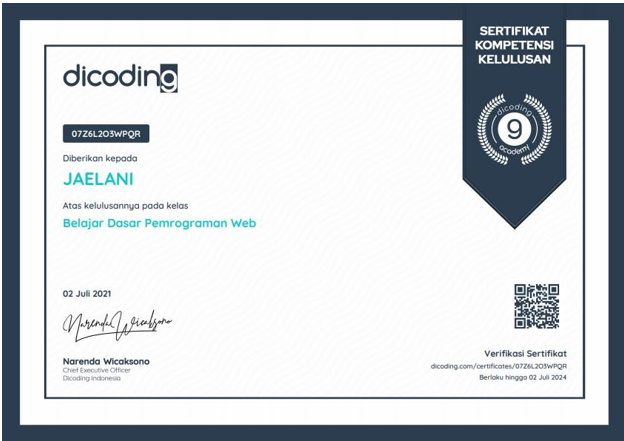 SERTIFIKAT
KOMPETENSI
KELULUSAN
dicoding
dicoding
academy
07Z6L2O3WPQR
Diberikan kepada
JAELANI
Atas kelulusannya pada kelas
Belajar Dasar Pemrograman Web
02 Juli 2021
Narenda Wicaksono
Narenda Wicaksono
Chief Executive Officer
Dicoding Indonesia
Verifikasi Sertifikat
dicoding.com/certificates/07Z6L2O3WPQR
Berlaku hingga 02 Juli 2024